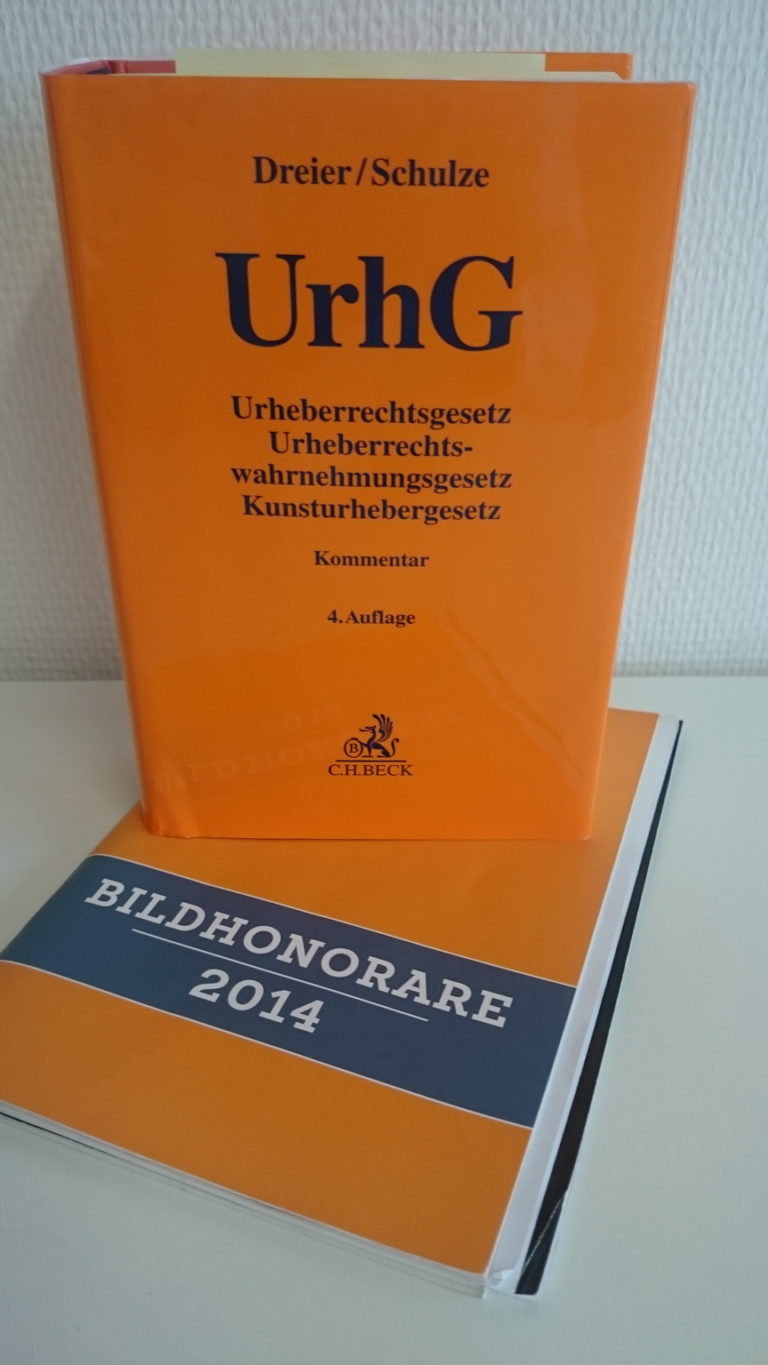 Dreier/Schulze
UrhG
Urheberrechtsgesetz
Urheberrechts-
wahrnehmungsgesetz
Kunsturhebergesetz
Kommentar
4. Auflage
B
C.H.BECK
BILDHONORARE
2014